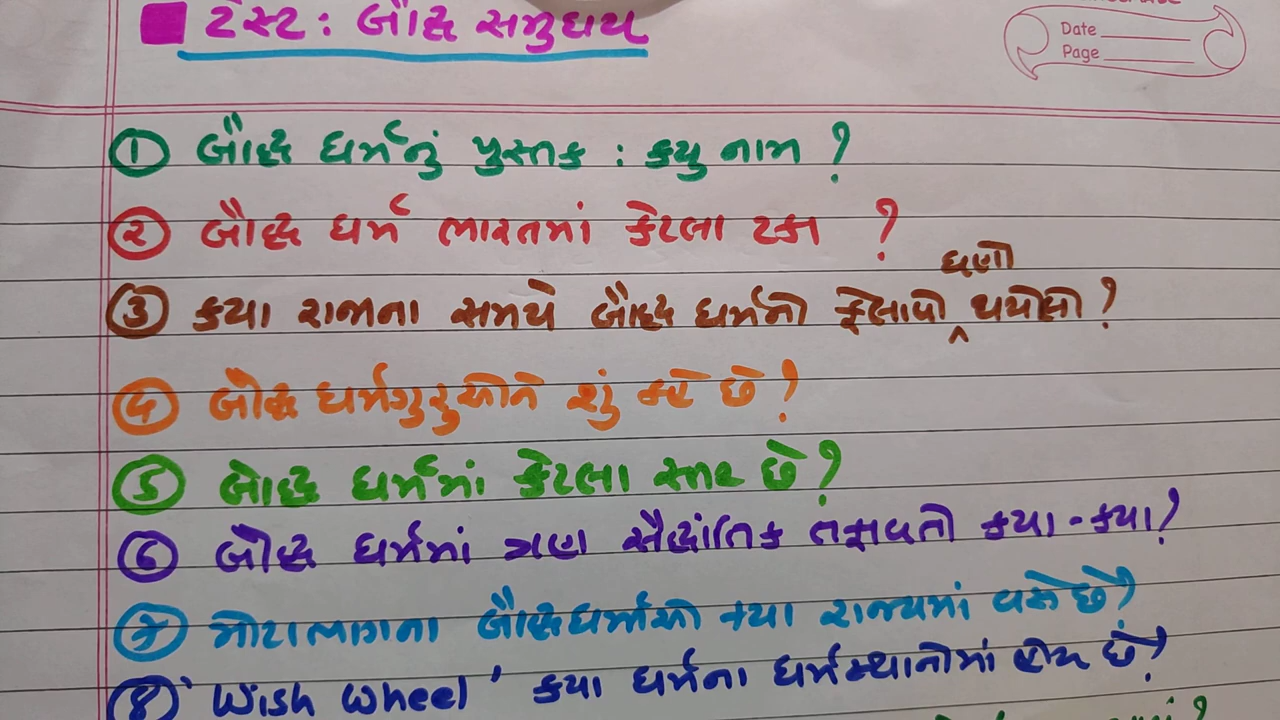 ટેસ્ટ : બૌદ્ધ સમુદાય
Date
Page
① બૌદ્ધ ધર્મનું પુસ્તક : કયુ નામ ?
② બૌદ્ધ ધર્મ ભારતમાં કેટલા ટકા ?
ઘણો
③ કયા રાજાના સમયે બૌદ્ધ ધર્મનો ફેલાવો ^ થયેલો ?
④ બૌદ્ધ ધર્મગુરુઓને શું કહે છે ?
⑤ બૌદ્ધ ધર્મમાં કેટલા સ્તર છે ?
⑥ બૌદ્ધ ધર્મમાં ત્રણ સૈદ્ધાંતિક તફાવતો કયા - કયા ?
⑦ મોટાભાગના બૌદ્ધધર્મીઓ કયા રાજ્યમાં વસે છે ?
⑧ 'Wish wheel' કયા ધર્મના ધર્મસ્થાનોમાં હોય છે ?